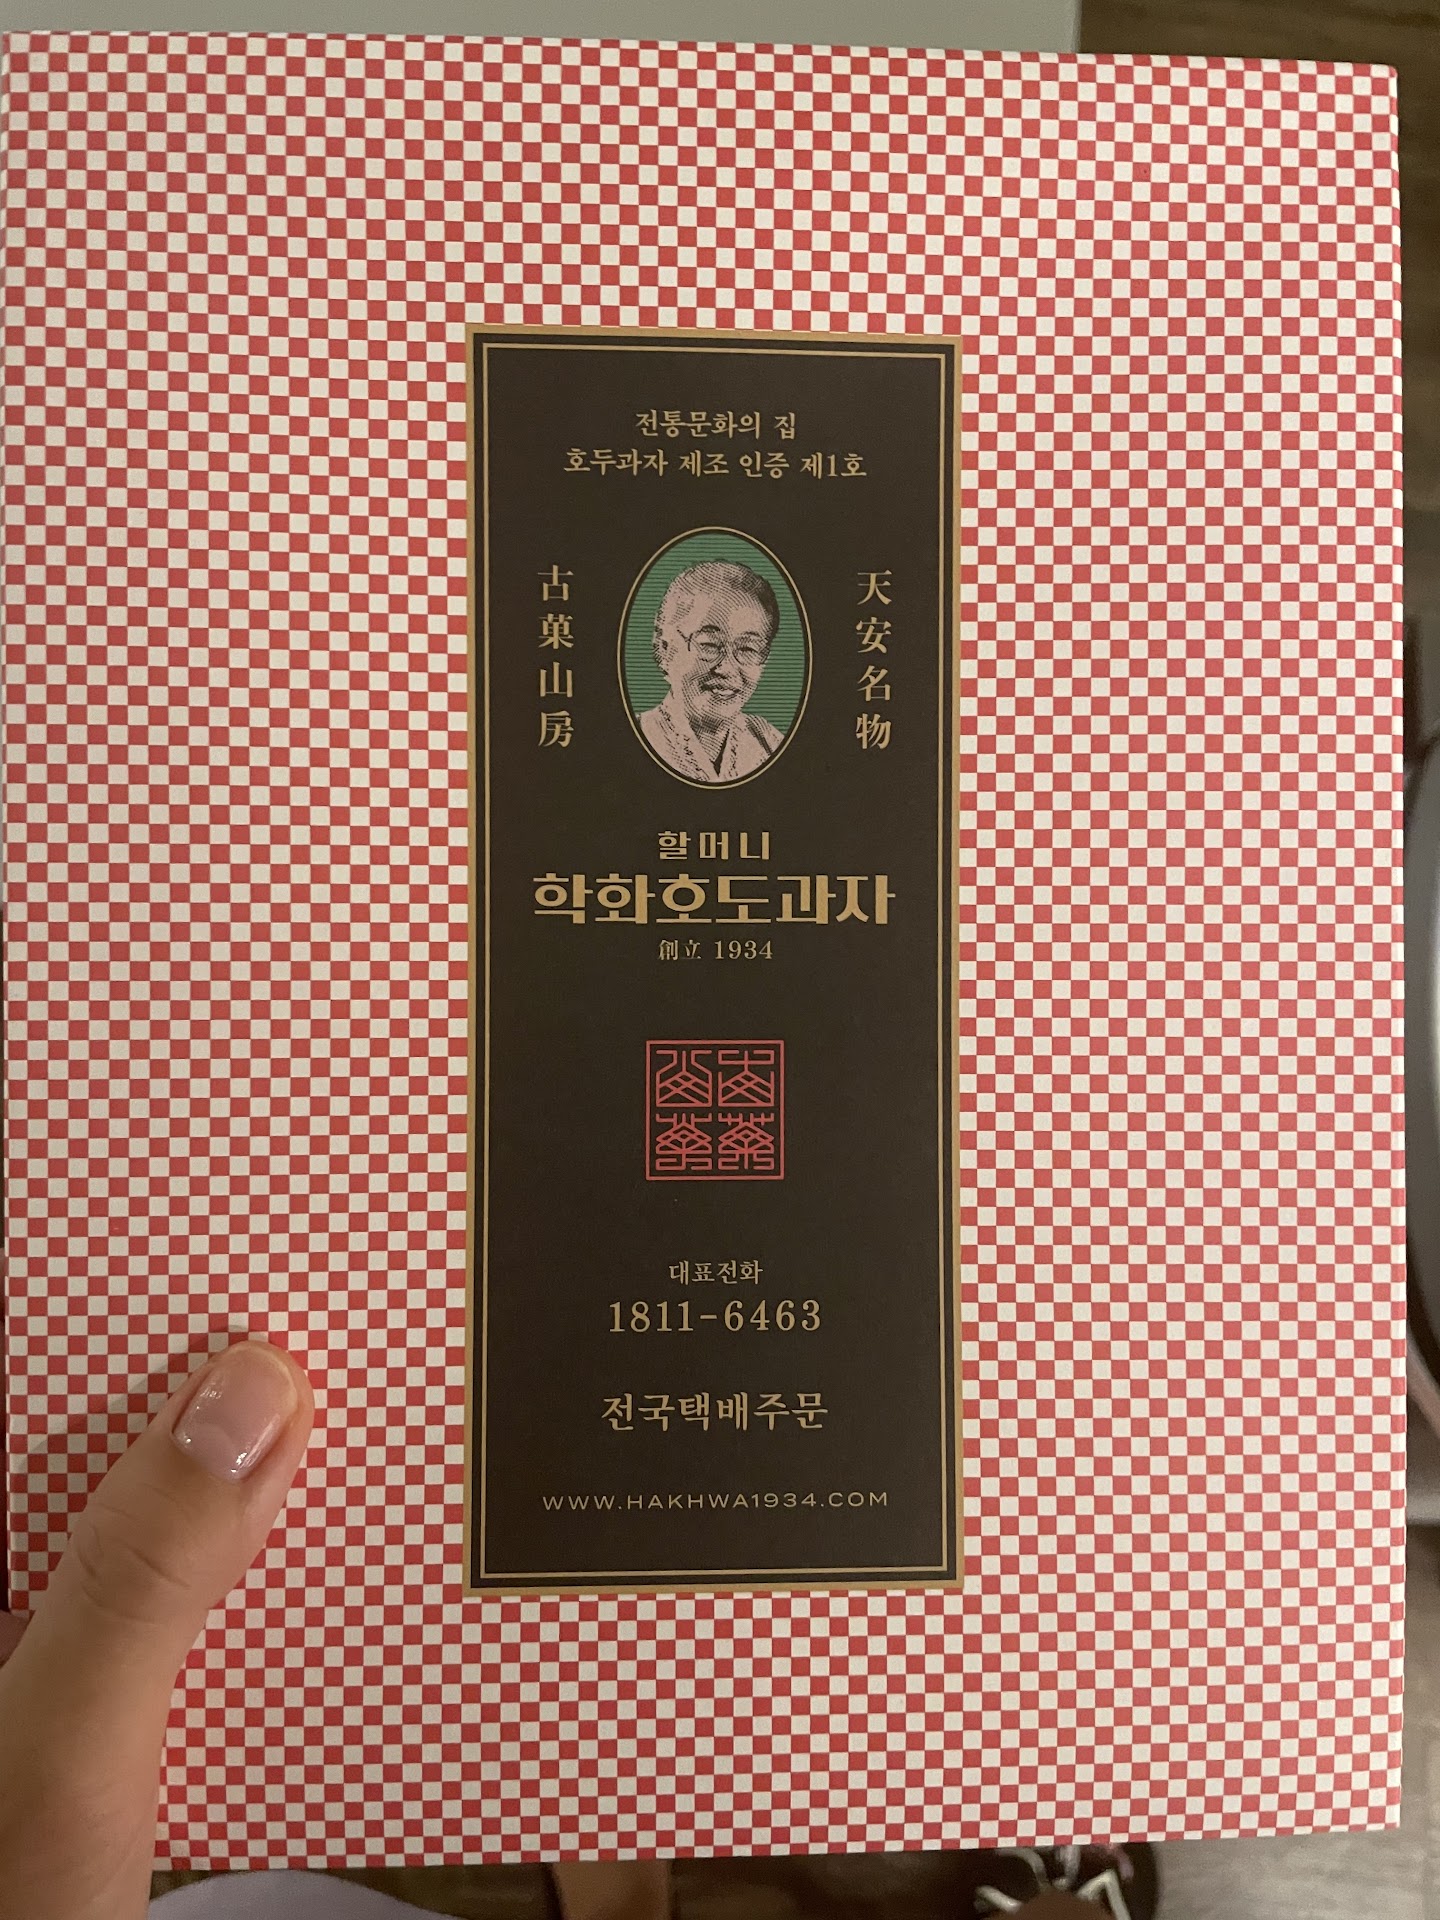 전통문화의 집
호두과자 제조 인증 제1호
天安名物
古菓山房
할머니
학화호도과자
創立 1934
대표전화
1811-6463
전국택배주문
WWW.HAKHWA1934.COM